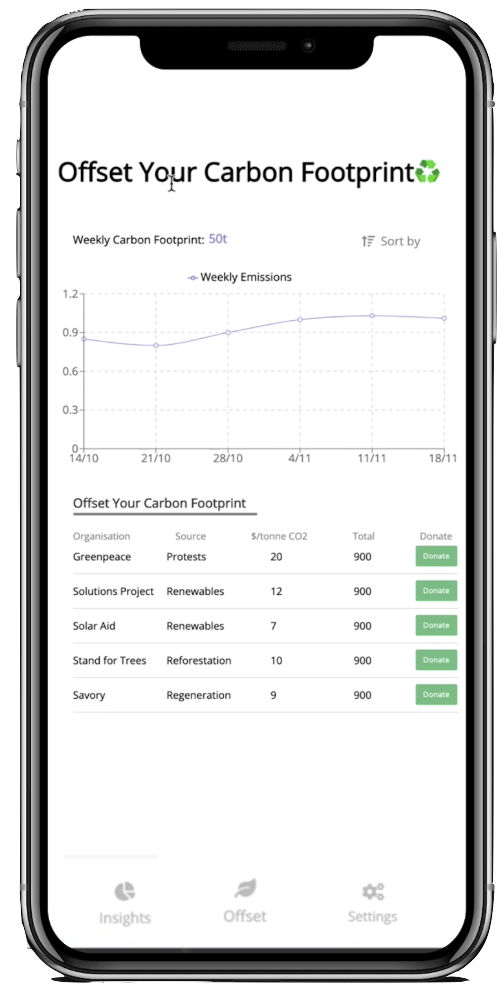 Offset Your Carbon Footprint♻
Weekly Carbon Footprint: 50t
Sort by
Weekly Emissions
1.2
0.9
0.6
0.3
0
14/10 21/10 28/10 4/11 11/11 18/11
Offset Your Carbon Footprint
Organisation Source $/tonne CO2 Total Donate
Greenpeace Protests 20 900 Donate
Solutions Project Renewables 12 900 Donate
Solar Aid Renewables 7 900 Donate
Stand for Trees Reforestation 10 900 Donate
Savory Regeneration 9 900 Donate
Insights Offset Settings